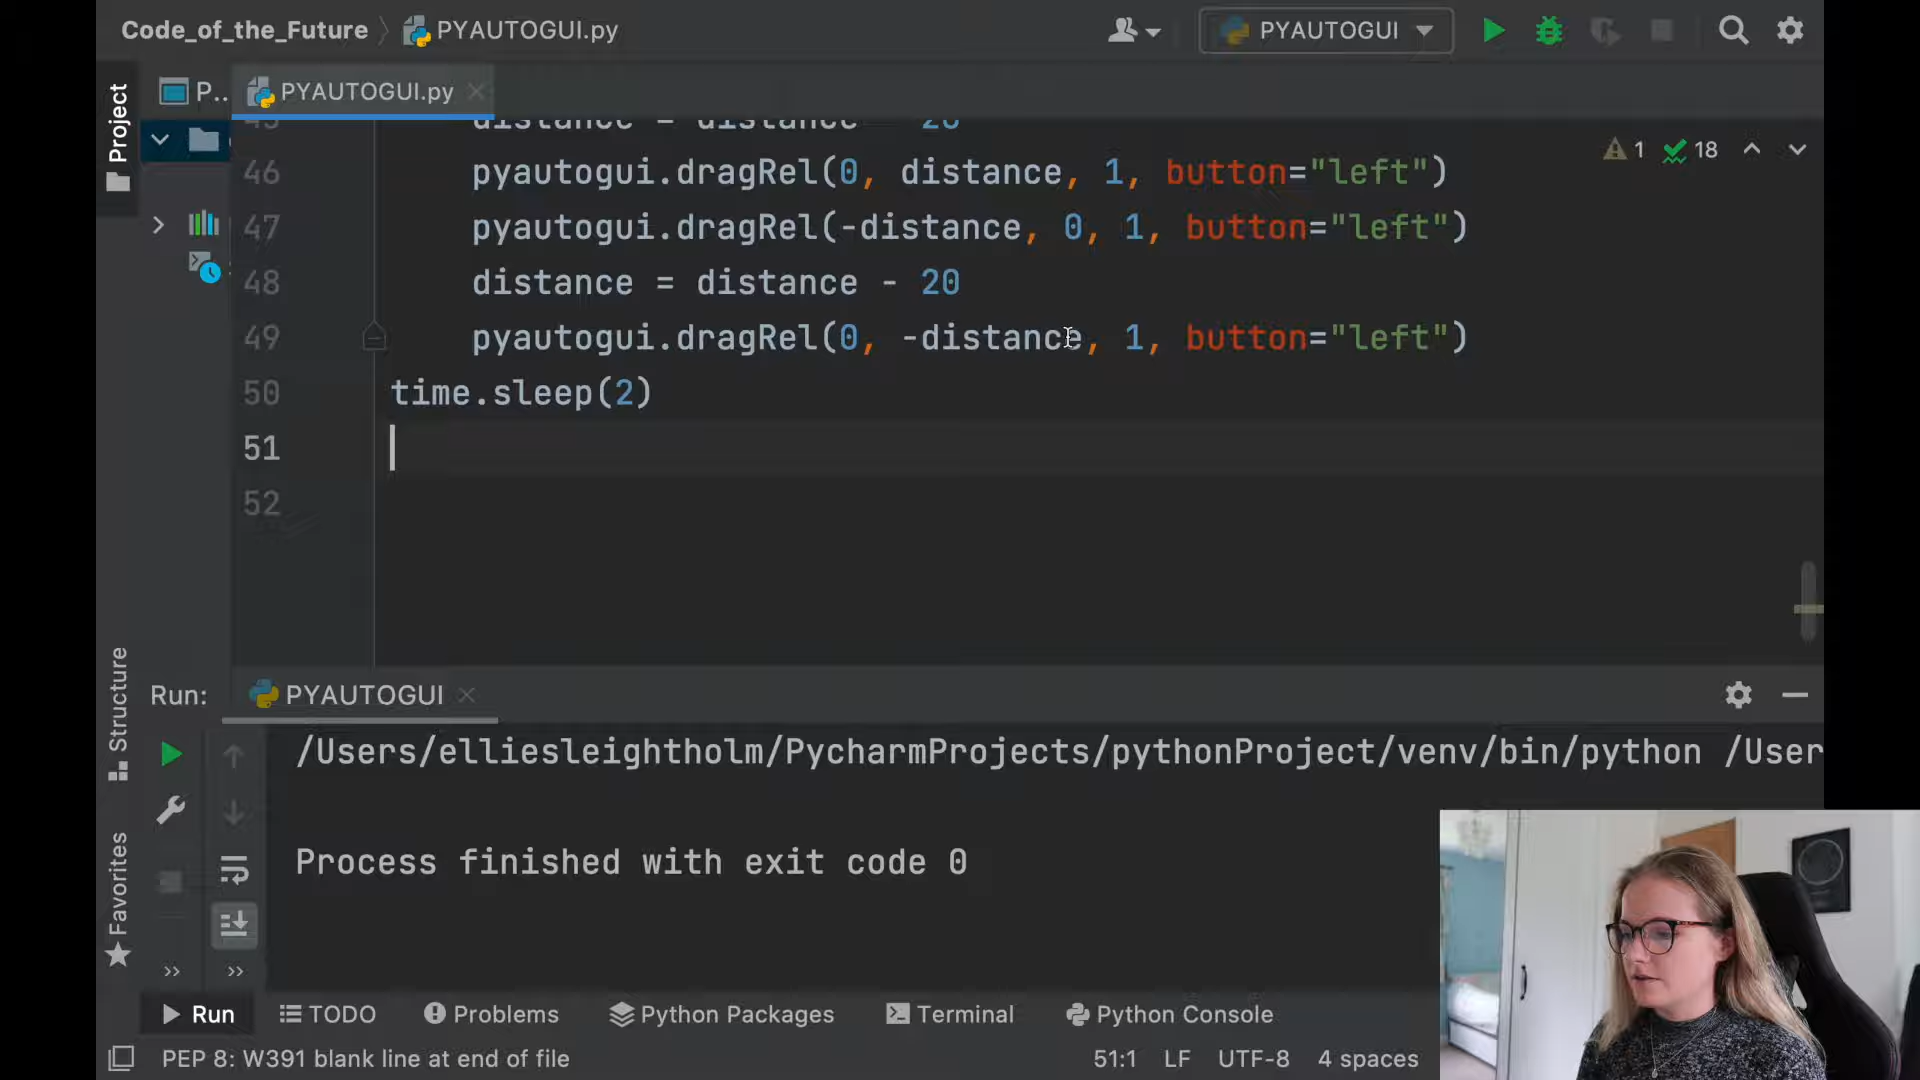 Code_of_the_Future
PYAUTOGUI.py
PYAUTOGUI
Project
P..
PYAUTOGUI.py
1
18
45 distance = distance - 20
46 pyautogui.dragRel(0, distance, 1, button="left")
47 pyautogui.dragRel(-distance, 0, 1, button="left")
48 distance = distance - 20
49 pyautogui.dragRel(0, -distance, 1, button="left")
50 time.sleep(2)
51
52
Structure
Favorites
Run:
PYAUTOGUI
/Users/elliesleightholm/PycharmProjects/pythonProject/venv/bin/python /User
Process finished with exit code 0
Run
TODO
Problems
Python Packages
Terminal
Python Console
PEP 8: W391 blank line at end of file
51:1
LF
UTF-8
4 spaces